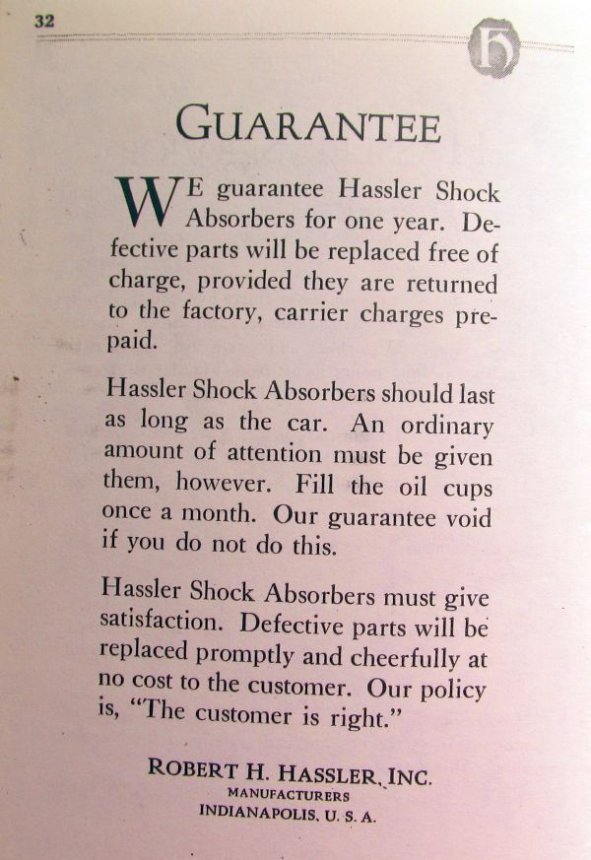 32
H
GUARANTEE
WE guarantee Hassler Shock
Absorbers for one year. De-
fective parts will be replaced free of
charge, provided they are returned
to the factory, carrier charges pre-
paid.
Hassler Shock Absorbers should last
as long as the car. An ordinary
amount of attention must be given
them, however. Fill the oil cups
once a month. Our guarantee void
if you do not do this.
Hassler Shock Absorbers must give
satisfaction. Defective parts will be
replaced promptly and cheerfully at
no cost to the customer. Our policy
is, “The customer is right.”
ROBERT H. HASSLER, INC.
MANUFACTURERS
INDIANAPOLIS, U. S. A.